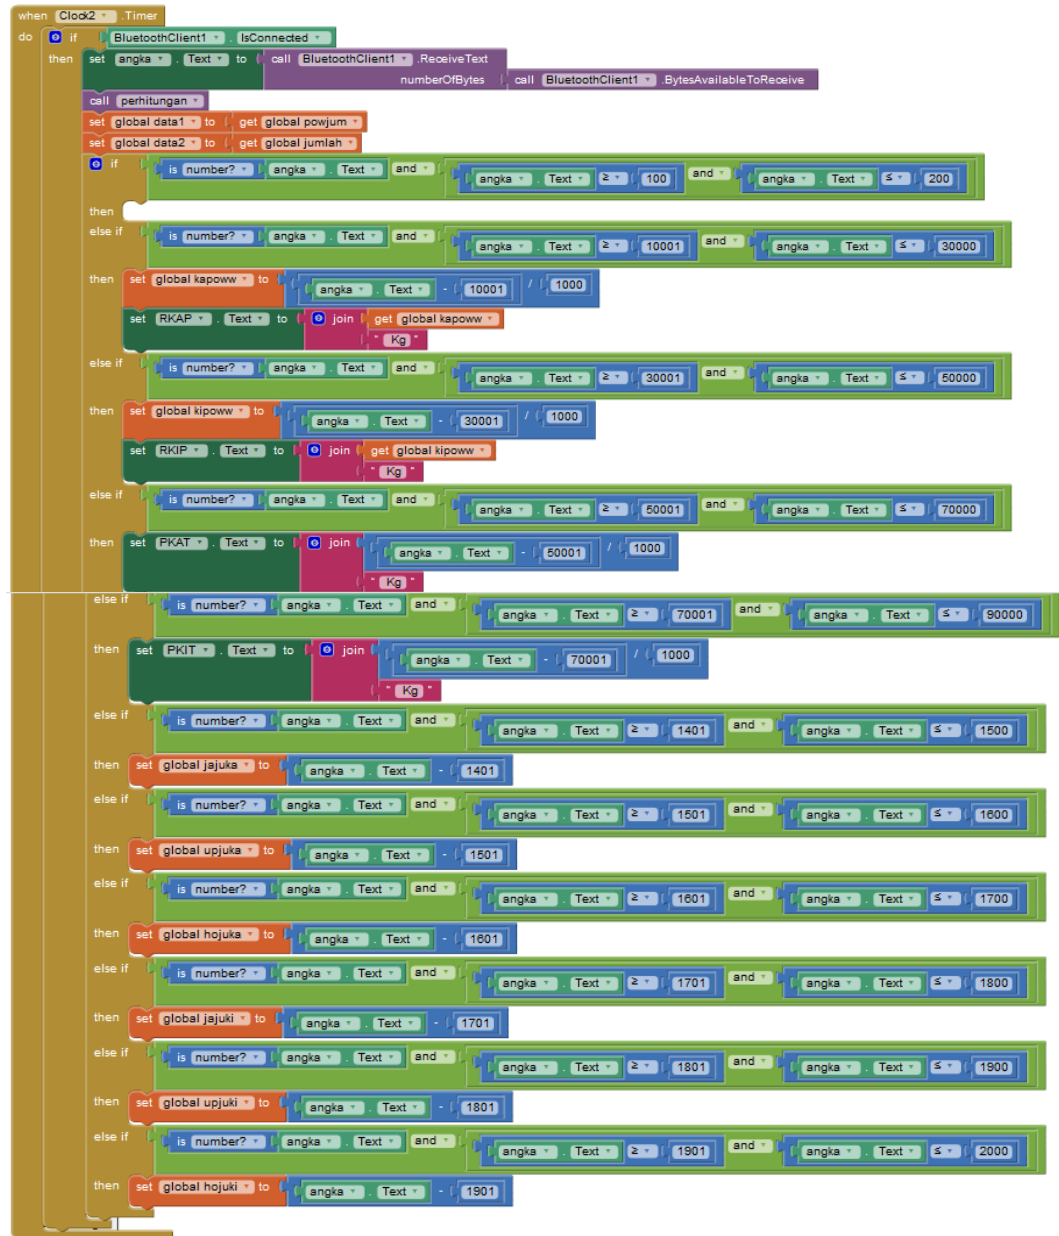 when Clock2 .Timer
do if BluetoothClient1 . IsConnected
then set angka . Text to call BluetoothClient1 .ReceiveText
numberOfBytes call BluetoothClient1 .BytesAvailableToReceive
call perhitungan
set global data1 to get global powjum
set global data2 to get global jumlah
if is number? angka . Text and angka . Text ≥ 100 and angka . Text ≤ 200
then
else if is number? angka . Text and angka . Text ≥ 10001 and angka . Text ≤ 30000
then set global kapoww to angka . Text - 10001 / 1000
set RKAP . Text to join get global kapoww
" Kg "
else if is number? angka . Text and angka . Text ≥ 30001 and angka . Text ≤ 50000
then set global kipoww to angka . Text - 30001 / 1000
set RKIP . Text to join get global kipoww
" Kg "
else if is number? angka . Text and angka . Text ≥ 50001 and angka . Text ≤ 70000
then set PKAT . Text to join angka . Text - 50001 / 1000
" Kg "
else if is number? angka . Text and angka . Text ≥ 70001 and angka . Text ≤ 90000
then set PKIT . Text to join angka . Text - 70001 / 1000
" Kg "
else if is number? angka . Text and angka . Text ≥ 1401 and angka . Text ≤ 1500
then set global jajuka to angka . Text - 1401
else if is number? angka . Text and angka . Text ≥ 1501 and angka . Text ≤ 1600
then set global upjuka to angka . Text - 1501
else if is number? angka . Text and angka . Text ≥ 1601 and angka . Text ≤ 1700
then set global hojuka to angka . Text - 1601
else if is number? angka . Text and angka . Text ≥ 1701 and angka . Text ≤ 1800
then set global jajuki to angka . Text - 1701
else if is number? angka . Text and angka . Text ≥ 1801 and angka . Text ≤ 1900
then set global upjuki to angka . Text - 1801
else if is number? angka . Text and angka . Text ≥ 1901 and angka . Text ≤ 2000
then set global hojuki to angka . Text - 1901